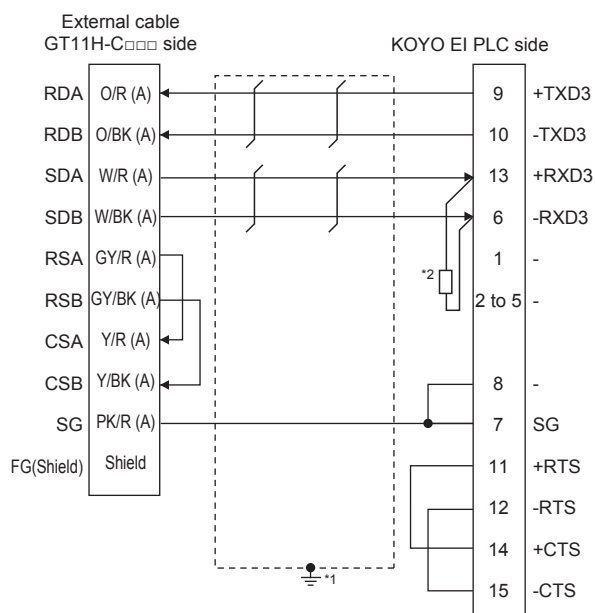 External cable
GT11H-C□□□ side
KOYO EI PLC side
RDA O/R (A) 9 +TXD3
RDB O/BK (A) 10 -TXD3
SDA W/R (A) 13 +RXD3
SDB W/BK (A) 6 -RXD3
RSA GY/R (A) 1 -
*2
RSB GY/BK (A) 2 to 5 -
CSA Y/R (A)
CSB Y/BK (A) 8 -
SG PK/R (A) 7 SG
FG(Shield) Shield 11 +RTS
12 -RTS
14 +CTS
*1
15 -CTS